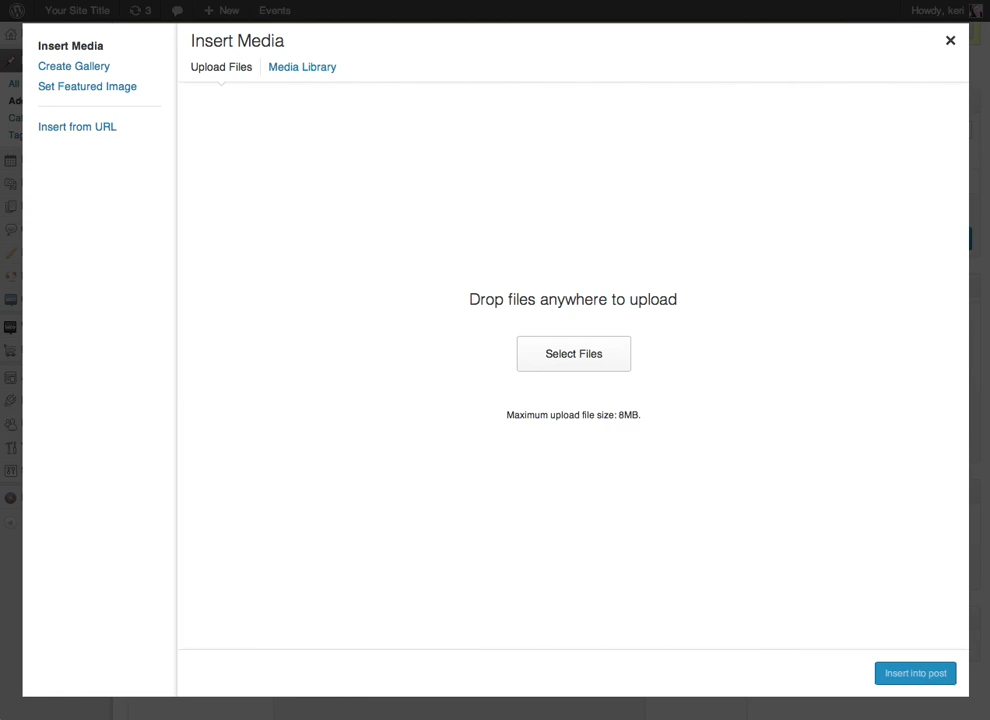 Your Site Title
3
New
Events
Howdy, keri
Insert Media
Create Gallery
Set Featured Image
Insert from URL
Insert Media
Upload Files
Media Library
Drop files anywhere to upload
Select Files
Maximum upload file size: 8MB.
Insert into post
All